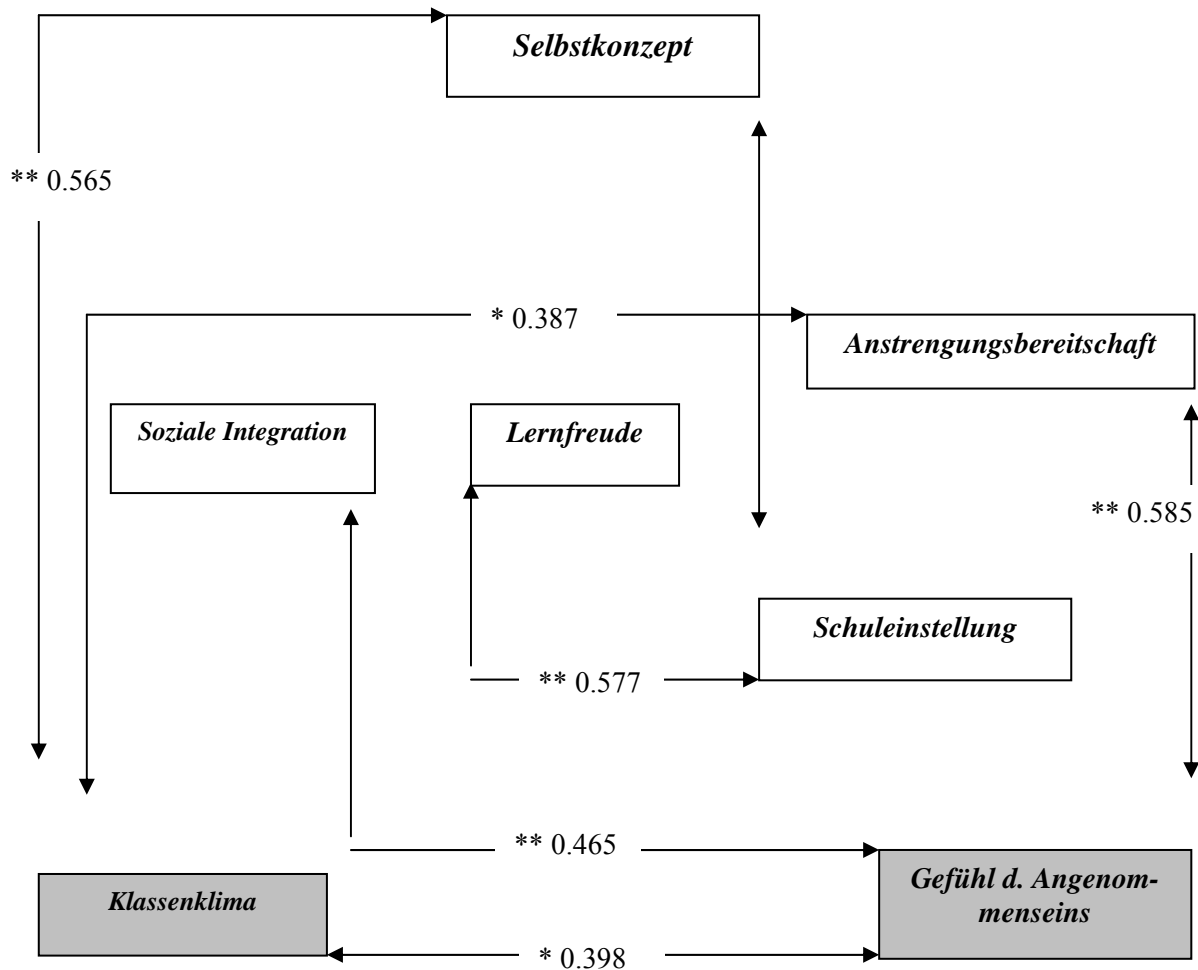 Selbstkonzept
** 0.565
* 0.387
Anstrengungsbereitschaft
Soziale Integration
Lernfreude
** 0.585
Schuleinstellung
** 0.577
** 0.465
Klassenklima
Gefühl d. Angenom-
menseins
* 0.398